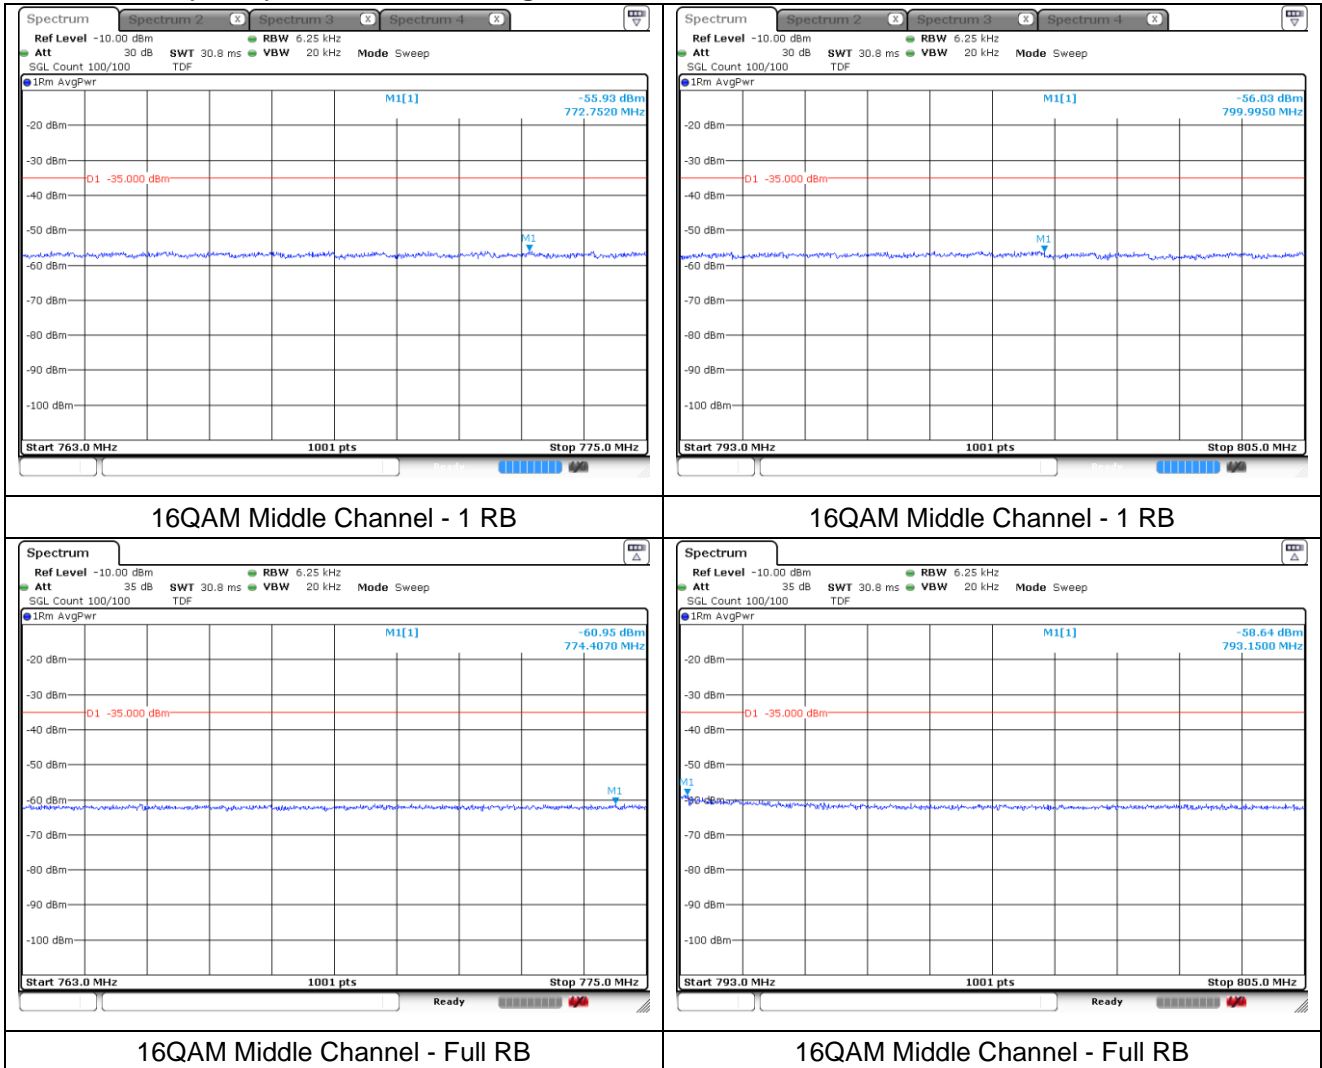 Spectrum Spectrum 2 X Spectrum 3 X Spectrum 4 X
Ref Level -10.00 dBm RBW 6.25 kHz
Att 30 dB SWT 30.8 ms VBW 20 kHz Mode Sweep
SGL Count 100/100 TDF
1Rm AvgPwr
M1[1] -55.93 dBm
772.7520 MHz
-20 dBm
-30 dBm
D1 -35.000 dBm
-40 dBm
-50 dBm
M1
-60 dBm
-70 dBm
-80 dBm
-90 dBm
-100 dBm
Start 763.0 MHz 1001 pts Stop 775.0 MHz
Ready
Spectrum Spectrum 2 X Spectrum 3 X Spectrum 4 X
Ref Level -10.00 dBm RBW 6.25 kHz
Att 30 dB SWT 30.8 ms VBW 20 kHz Mode Sweep
SGL Count 100/100 TDF
1Rm AvgPwr
M1[1] -56.03 dBm
799.9950 MHz
-20 dBm
-30 dBm
D1 -35.000 dBm
-40 dBm
-50 dBm
M1
-60 dBm
-70 dBm
-80 dBm
-90 dBm
-100 dBm
Start 793.0 MHz 1001 pts Stop 805.0 MHz
Ready
16QAM Middle Channel - 1 RB
16QAM Middle Channel - 1 RB
Spectrum
Ref Level -10.00 dBm RBW 6.25 kHz
Att 35 dB SWT 30.8 ms VBW 20 kHz Mode Sweep
SGL Count 100/100 TDF
1Rm AvgPwr
M1[1] -60.95 dBm
774.4070 MHz
-20 dBm
-30 dBm
D1 -35.000 dBm
-40 dBm
-50 dBm
M1
-60 dBm
-70 dBm
-80 dBm
-90 dBm
-100 dBm
Start 763.0 MHz 1001 pts Stop 775.0 MHz
Ready
Spectrum
Ref Level -10.00 dBm RBW 6.25 kHz
Att 35 dB SWT 30.8 ms VBW 20 kHz Mode Sweep
SGL Count 100/100 TDF
1Rm AvgPwr
M1[1] -58.64 dBm
793.1500 MHz
-20 dBm
-30 dBm
D1 -35.000 dBm
-40 dBm
-50 dBm
M1
-60 dBm
-70 dBm
-80 dBm
-90 dBm
-100 dBm
Start 793.0 MHz 1001 pts Stop 805.0 MHz
Ready
16QAM Middle Channel - Full RB
16QAM Middle Channel - Full RB